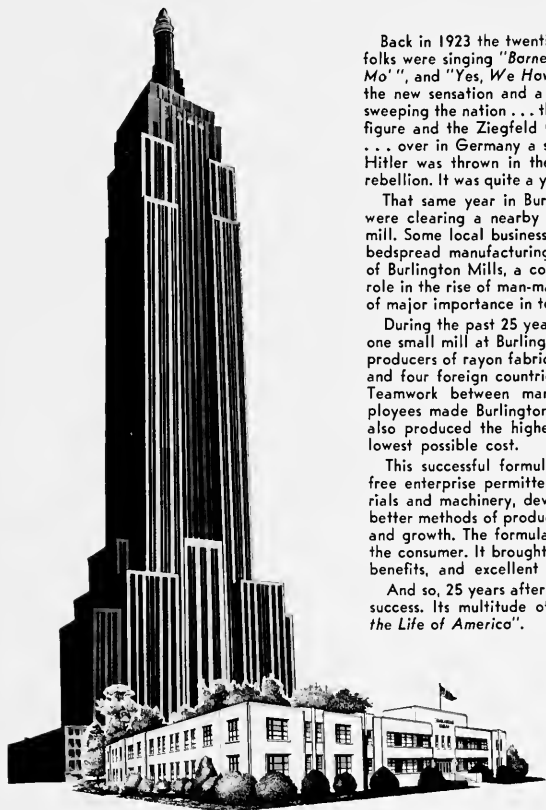 Back in 1923 the twenti
folks were singing "Barne
Mo' ", and "Yes, We Hav
the new sensation and a
sweeping the nation . . . th
figure and the Ziegfeld
. . . over in Germany a s
Hitler was thrown in the
rebellion. It was quite a y
That same year in Bur
were clearing a nearby
mill. Some local business
bedspread manufacturing
of Burlington Mills, a co
role in the rise of man-ma
of major importance in te
During the past 25 year
one small mill at Burling
producers of rayon fabric
and four foreign countri
Teamwork between man
ployees made Burlington
also produced the highe
lowest possible cost.
This successful formul
free enterprise permitte
rials and machinery, dev
better methods of produc
and growth. The formula
the consumer. It brought
benefits, and excellent
And so, 25 years after
success. Its multitude of
the Life of America".